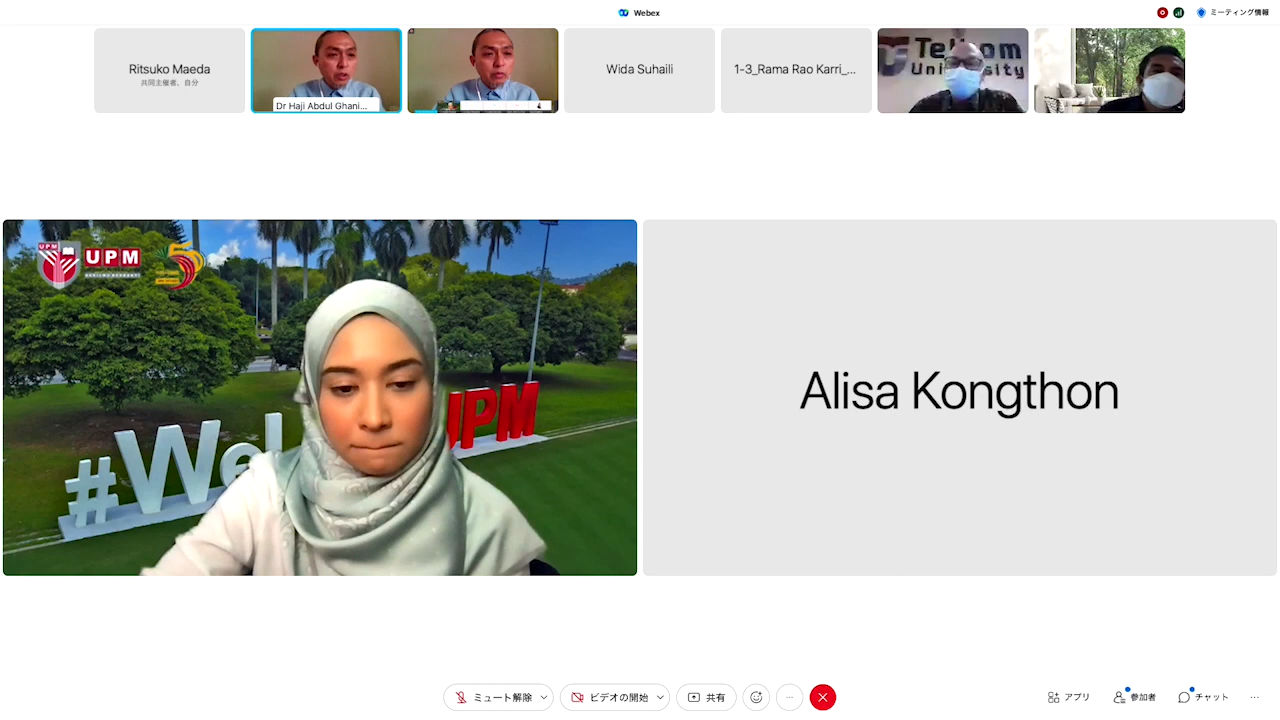 Webex
ミーティング情報
Ritsuko Maeda
共同主催者、自分
Dr Haji Abdul Ghani...
Wida Suhaili
1-3_Rama Rao Karri_...
Telkom
University
UPM
UPM
5
#Wel
UPM
Alisa Kongthon
ミュート解除
ビデオの開始
共有
アプリ
参加者
チャット